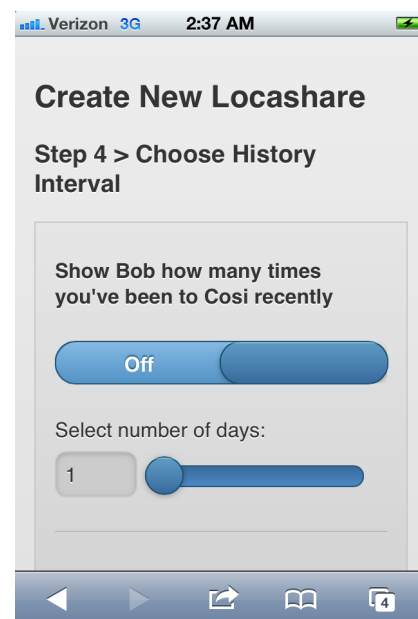 Verizon 3G 2:37 AM
Create New Locashare
Step 4 > Choose History
Interval
Show Bob how many times
you've been to Cosi recently
Off
Select number of days:
1
4